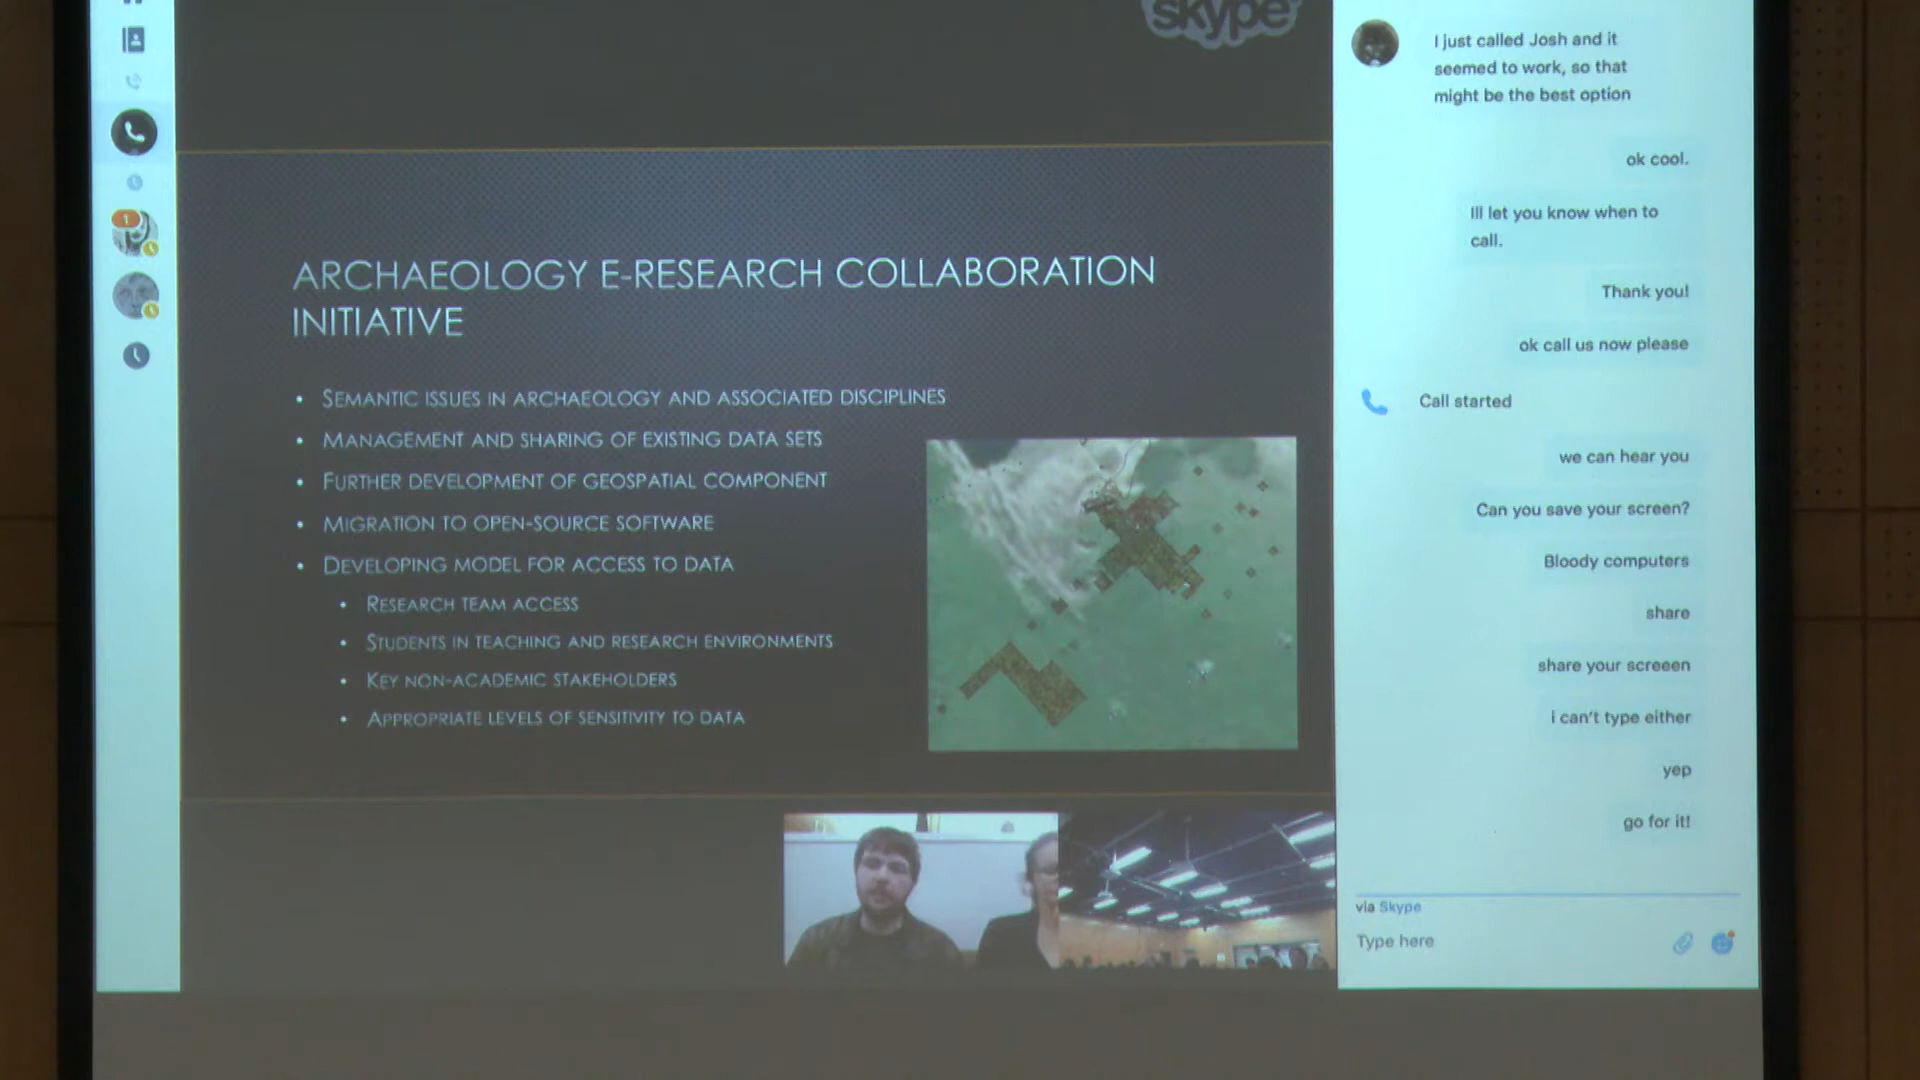 skype
1
ARCHAEOLOGY E-RESEARCH COLLABORATION
INITIATIVE
• SEMANTIC ISSUES IN ARCHAEOLOGY AND ASSOCIATED DISCIPLINES
• MANAGEMENT AND SHARING OF EXISTING DATA SETS
• FURTHER DEVELOPMENT OF GEOSPATIAL COMPONENT
• MIGRATION TO OPEN-SOURCE SOFTWARE
• DEVELOPING MODEL FOR ACCESS TO DATA
• RESEARCH TEAM ACCESS
• STUDENTS IN TEACHING AND RESEARCH ENVIRONMENTS
• KEY NON-ACADEMIC STAKEHOLDERS
• APPROPRIATE LEVELS OF SENSITIVITY TO DATA
I just called Josh and it
seemed to work, so that
might be the best option
ok cool.
Ill let you know when to
call.
Thank you!
ok call us now please
Call started
we can hear you
Can you save your screen?
Bloody computers
share
share your screeen
i can't type either
yep
go for it!
via Skype
Type here